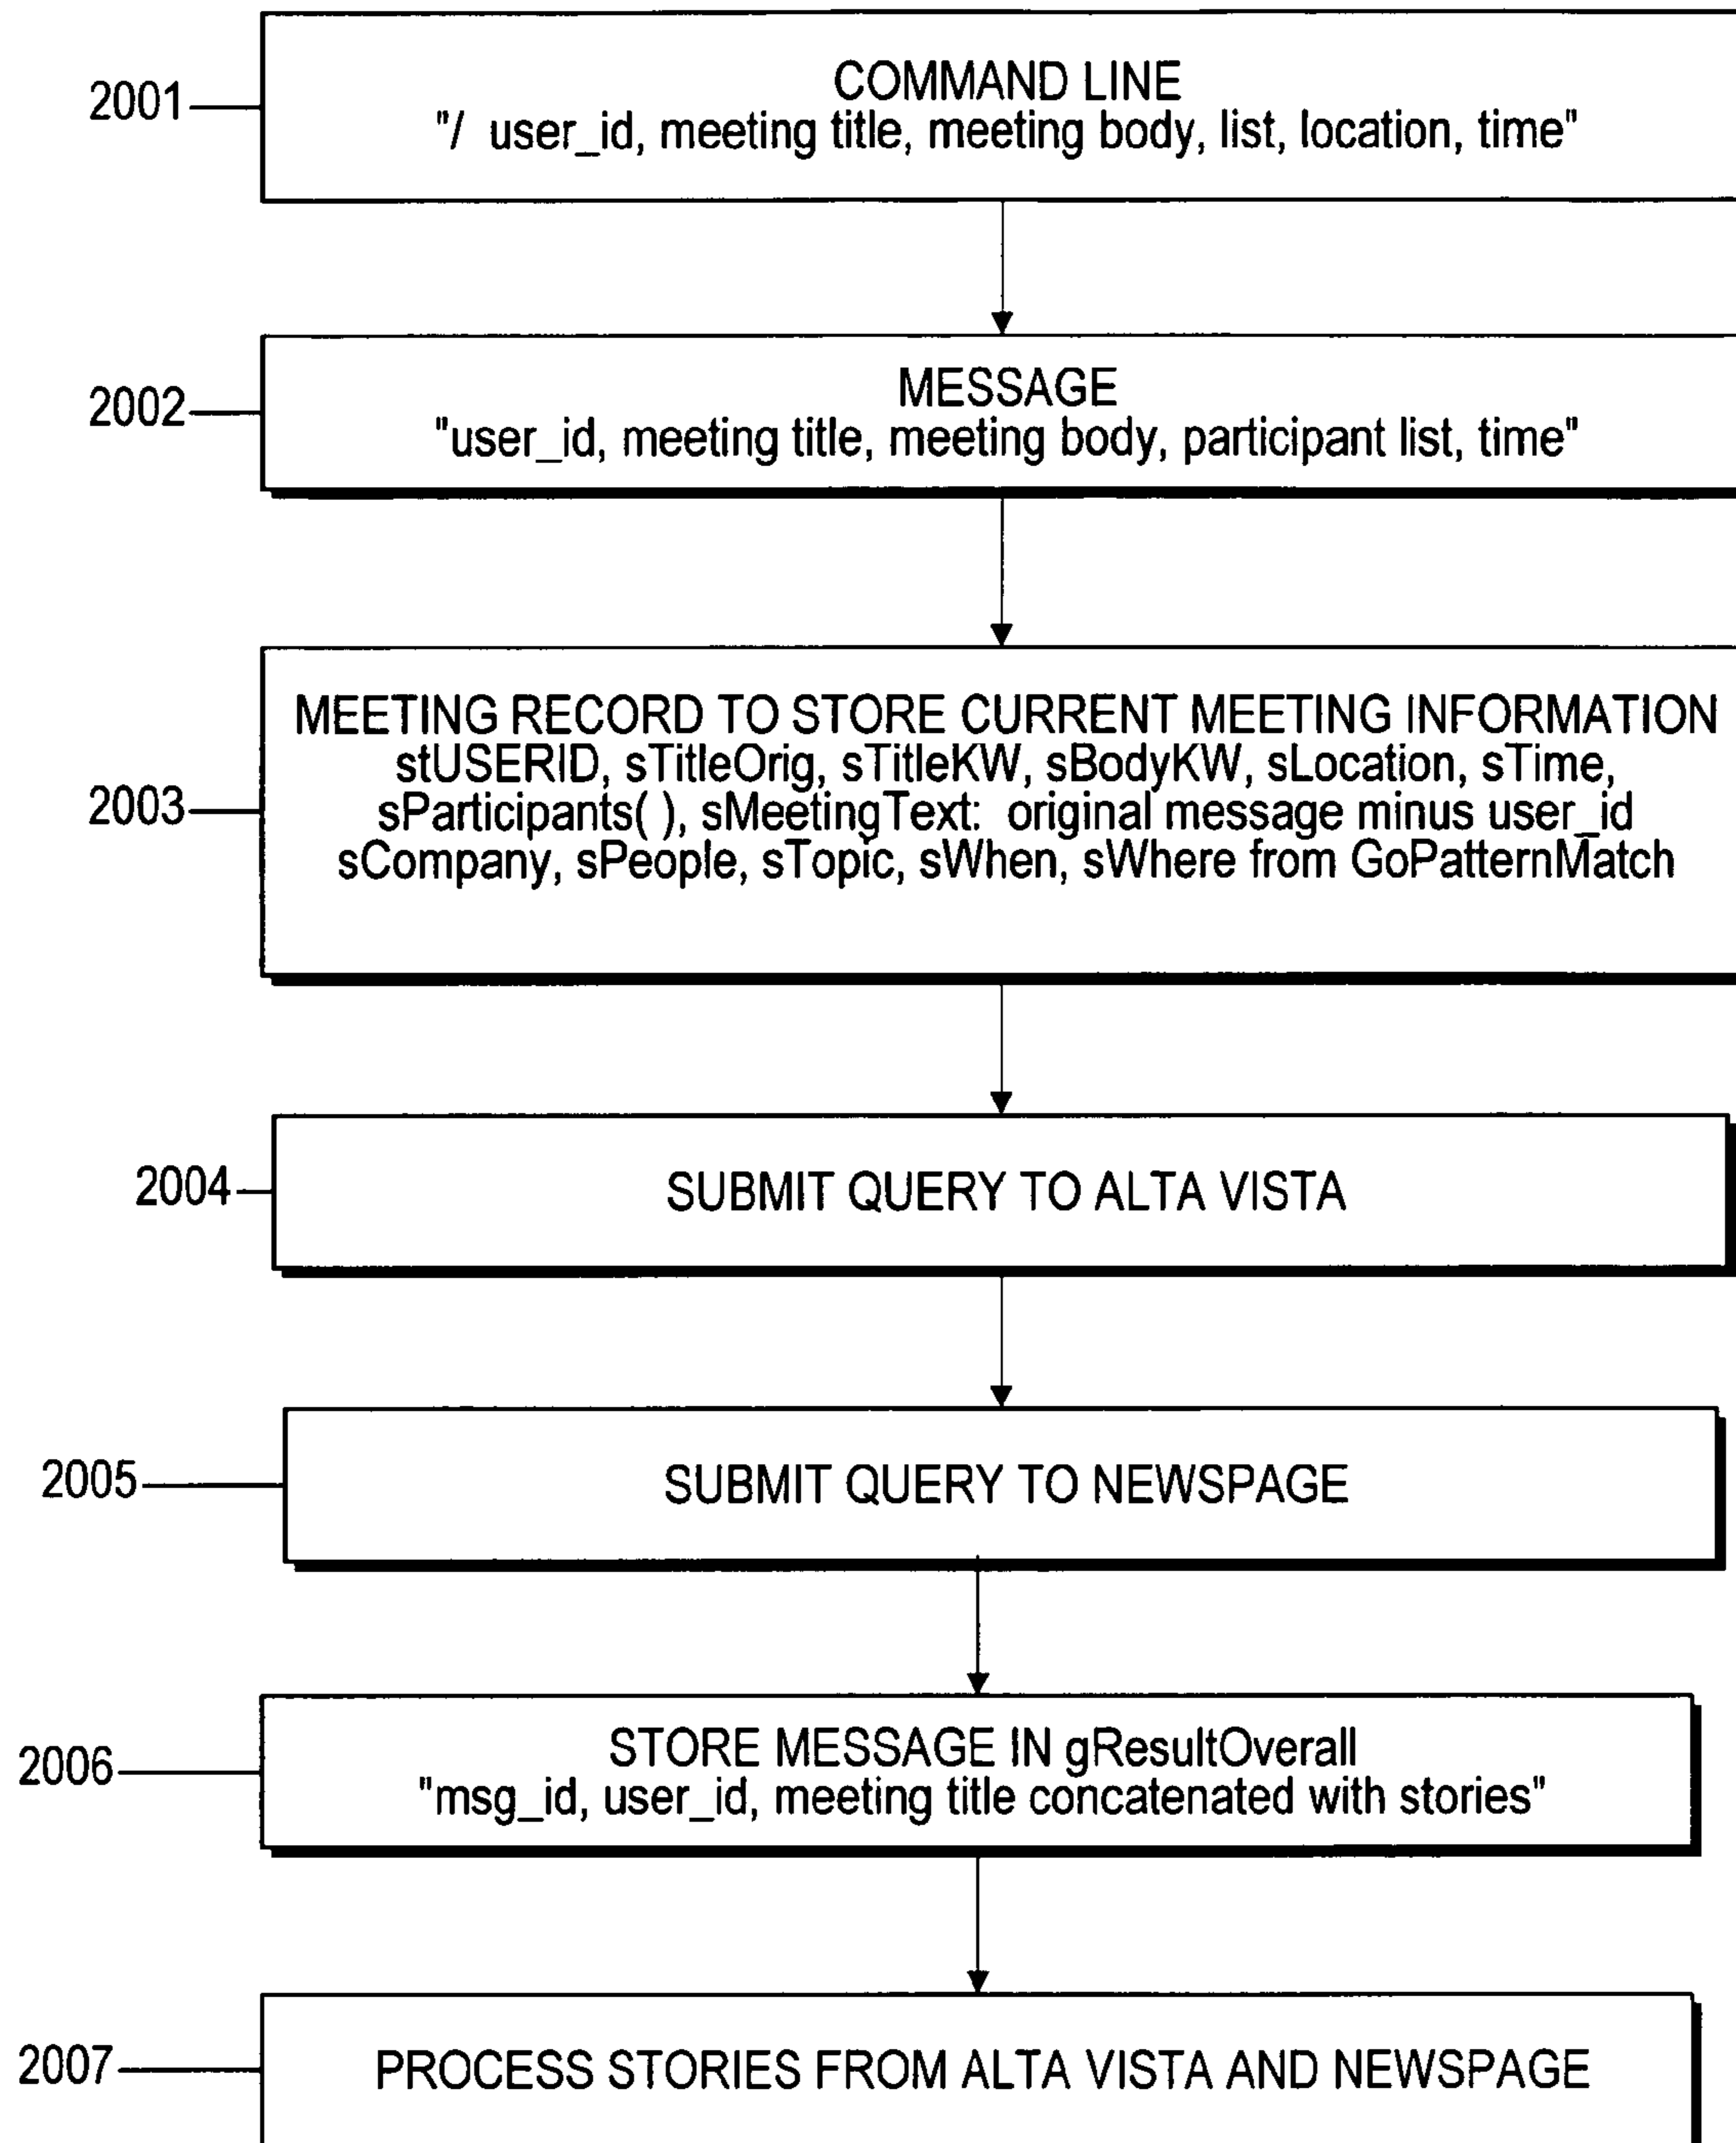 2001
COMMAND LINE
"/ user_id, meeting title, meeting body, list, location, time"
2002
MESSAGE
"user_id, meeting title, meeting body, participant list, time"
2003
MEETING RECORD TO STORE CURRENT MEETING INFORMATION
stUSERID, sTitleOrig, sTitleKW, sBodyKW, sLocation, sTime,
sParticipants( ), sMeetingText: original message minus user_id
sCompany, sPeople, sTopic, sWhen, sWhere from GoPatternMatch
2004
SUBMIT QUERY TO ALTA VISTA
2005
SUBMIT QUERY TO NEWSPAGE
2006
STORE MESSAGE IN gResultOverall
"msg_id, user_id, meeting title concatenated with stories"
2007
PROCESS STORIES FROM ALTA VISTA AND NEWSPAGE